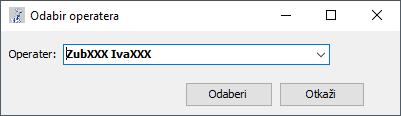 Odabir operatera
Operater: ZubXXX IvaXXX
Odaberi Otkaži